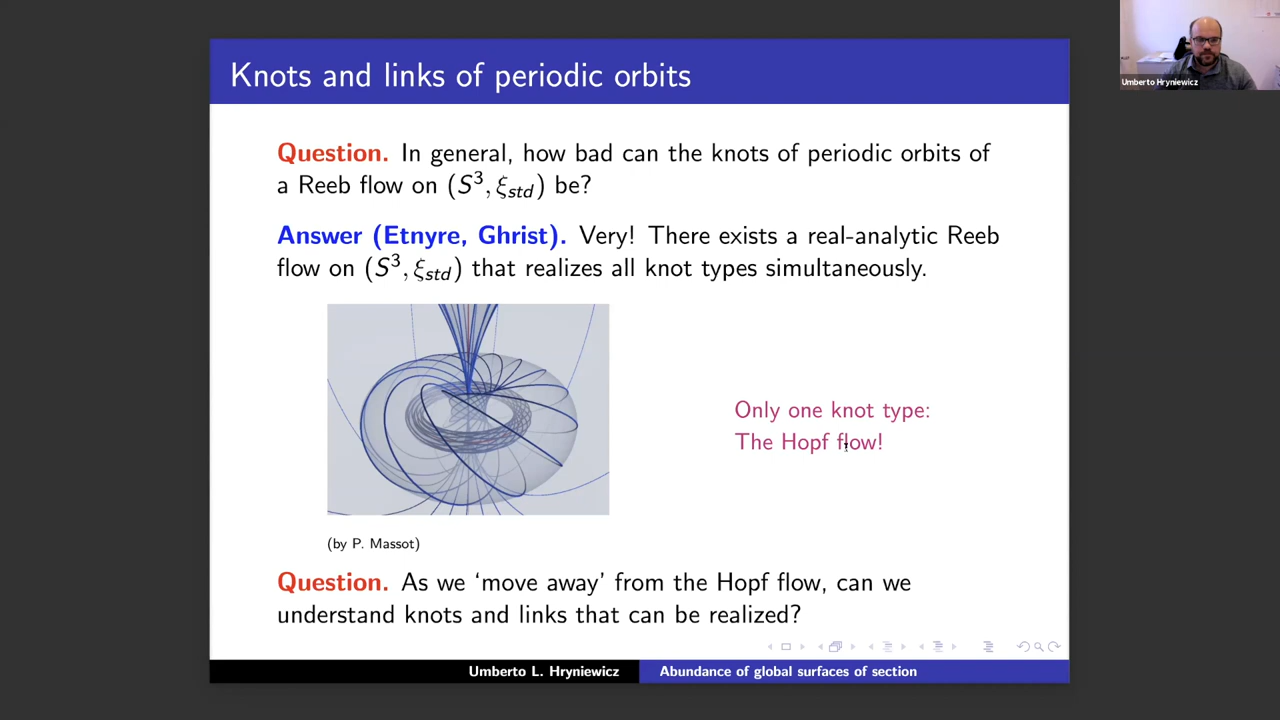 Knots and links of periodic orbits
Umberto Hryniewicz
Question. In general, how bad can the knots of periodic orbits of
a Reeb flow on (S³, ξ_std) be?
Answer (Etnyre, Ghrist). Very! There exists a real-analytic Reeb
flow on (S³, ξ_std) that realizes all knot types simultaneously.
Only one knot type:
The Hopf flow!
(by P. Massot)
Question. As we ‘move away’ from the Hopf flow, can we
understand knots and links that can be realized?
Umberto L. Hryniewicz
Abundance of global surfaces of section